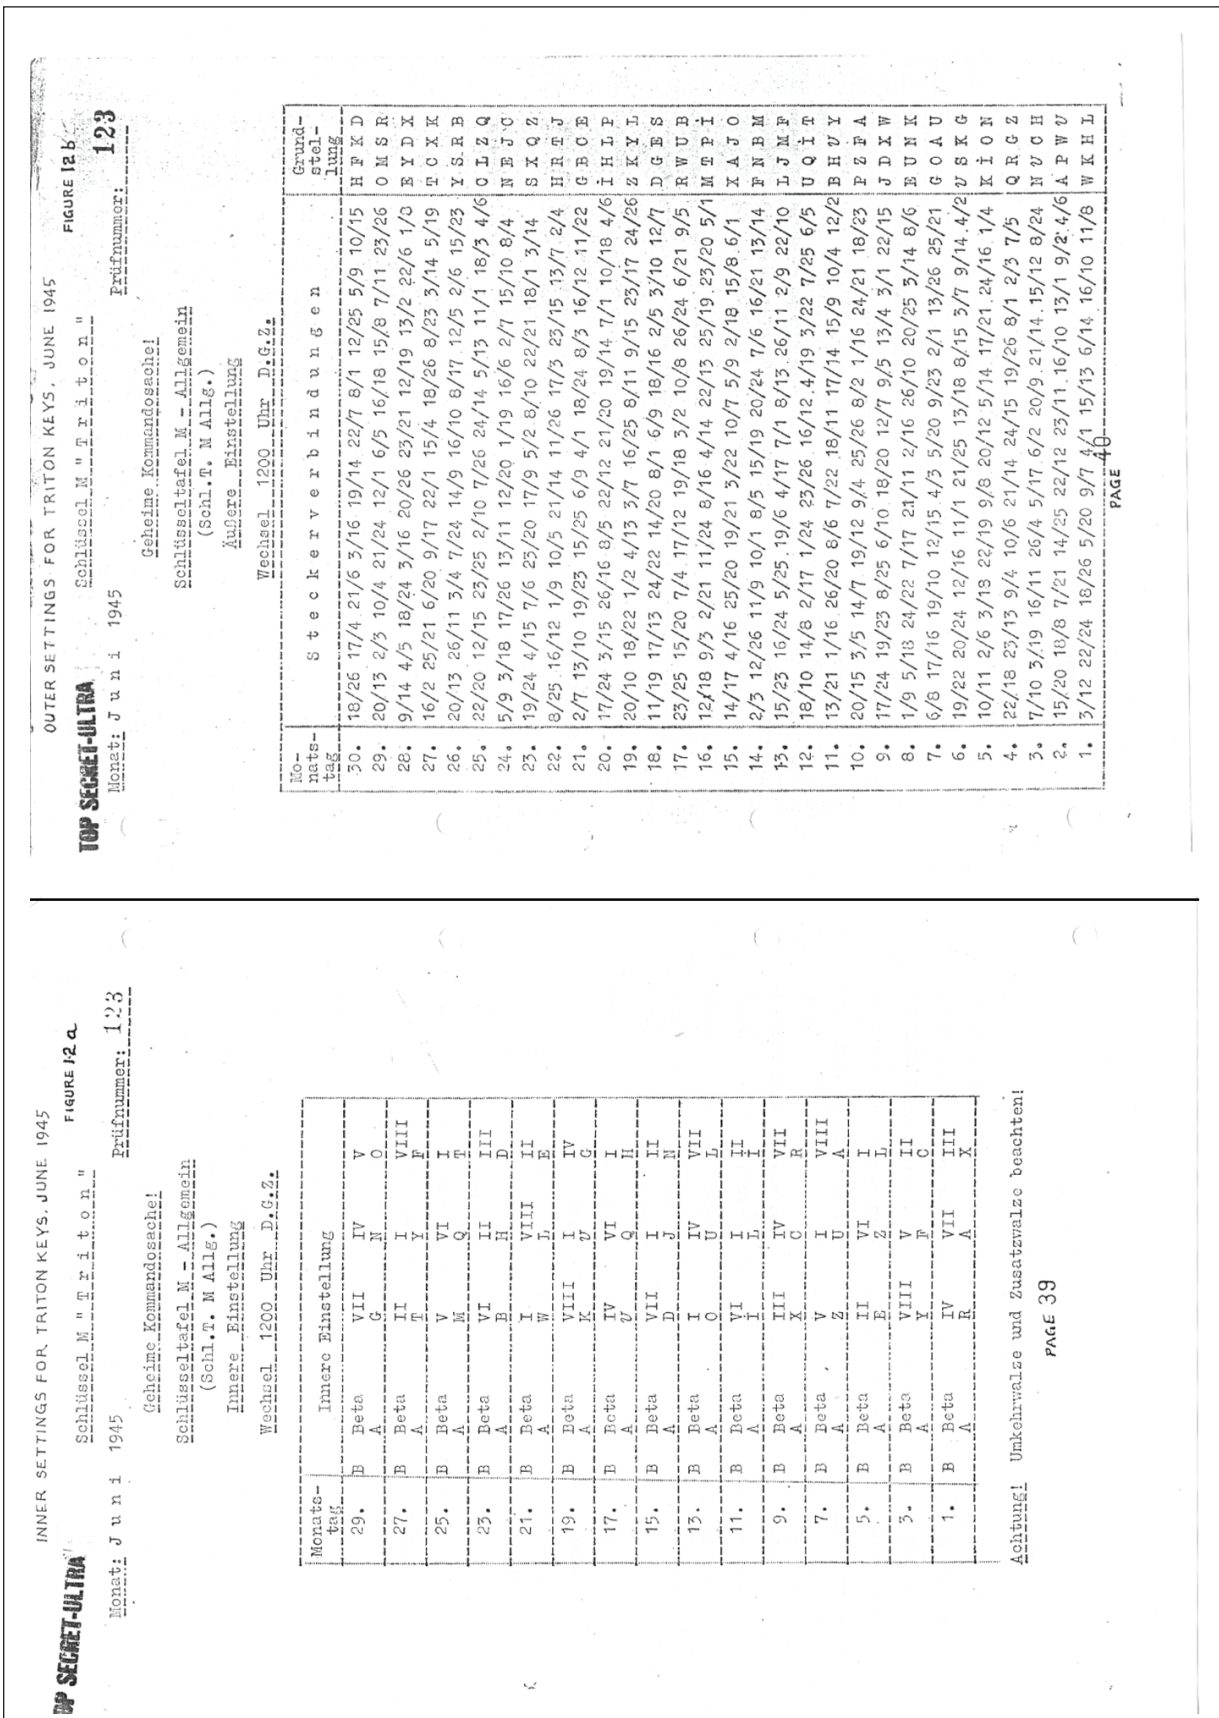 OUTER SETTINGS FOR TRITON KEYS, JUNE 1945
TOP SECRET-ULTRA
Schlüssel M "Triton"
FIGURE 12b
Monat: Juni 1945
Prüfnummer: 123
Geheime Kommandosache!
Schlüsseltafel M - Allgemein
(Schl.T. M Allg.)
Äußere Einstellung
Wechsel 1200 Uhr D.G.Z.
Mo-
nats-
tag
Steckerverbindungen
Grund-
stel-
lung
30. 18/26 17/4 21/6 3/16 19/14 22/7 8/1 12/25 5/9 10/15 H F K D
29. 20/13 2/3 10/4 21/24 12/1 6/5 16/18 15/8 7/11 23/26 O M S R
28. 9/14 4/5 18/24 3/16 20/26 23/21 12/19 13/2 22/6 1/8 E Y D X
27. 16/2 25/21 6/20 9/17 22/1 15/4 18/26 8/23 3/14 5/19 T C X K
26. 20/13 26/11 3/4 7/24 14/9 16/10 8/17 12/5 2/6 15/23 Y S R B
25. 22/20 12/15 23/25 2/10 7/26 24/14 5/13 11/1 18/3 4/6 C L Z Q
24. 5/9 3/18 17/26 13/11 12/20 1/19 16/6 2/7 15/10 8/4 N E J C
23. 19/24 4/15 7/6 23/20 17/9 5/2 8/10 22/21 18/1 3/14 S X Q Z
22. 8/25 16/12 1/9 10/5 21/14 11/26 17/3 23/15 13/7 2/4 H R T J
21. 2/7 13/10 19/23 15/25 6/9 4/1 18/24 8/3 16/12 11/22 G B C E
20. 17/24 3/15 26/16 8/5 22/12 21/20 19/14 7/1 10/18 4/6 I H L P
19. 20/10 18/22 1/2 4/13 3/7 16/25 8/11 9/15 23/17 24/26 Z K Y L
18. 11/19 17/13 24/22 14/20 8/1 6/9 18/16 2/5 3/10 12/7 D G E S
17. 23/25 15/20 7/4 17/12 19/18 3/2 10/8 26/24 6/21 9/5 R W U B
16. 12/18 9/3 2/21 11/24 8/16 4/14 22/13 25/19 23/20 5/1 M T P I
15. 14/17 4/16 25/20 19/21 3/22 10/7 5/9 2/18 15/8 6/1 X A J O
14. 2/3 12/26 11/9 10/1 8/5 15/19 20/24 7/6 16/21 13/14 F N B M
13. 15/23 16/24 5/25 19/6 4/17 7/1 8/13 26/11 2/9 22/10 L J M F
12. 18/10 14/8 2/17 1/24 23/26 16/12 4/19 3/22 7/25 6/5 U Q I T
11. 13/21 1/16 26/20 8/6 7/22 18/11 17/14 15/9 10/4 12/2 B H V Y
10. 20/15 3/5 14/7 19/12 9/4 25/26 8/2 1/16 24/21 18/23 P Z F A
9. 17/24 19/23 8/25 6/10 18/20 12/7 9/5 13/4 3/1 22/15 J D X W
8. 1/9 5/18 24/22 7/17 21/11 2/16 26/10 20/25 3/14 8/6 E U N K
7. 6/8 17/16 19/10 12/15 4/3 5/20 9/23 2/1 13/26 25/21 G O A U
6. 19/22 20/24 12/16 11/1 21/25 13/18 8/15 3/7 9/14 4/2 V S K G
5. 10/11 2/6 3/18 22/19 9/8 20/12 5/14 17/21 24/16 1/4 K I O N
4. 22/18 23/13 9/4 10/6 21/14 24/15 19/26 8/1 2/3 7/5 Q R G Z
3. 7/10 3/19 16/11 26/4 5/17 6/2 20/9 21/14 15/12 8/24 N V C H
2. 15/20 18/8 7/21 14/25 22/12 23/11 16/10 13/1 9/2 4/6 A P W V
1. 3/12 22/24 18/26 5/20 9/7 4/1 15/13 6/14 16/10 11/8 W K H L
PAGE 40
INNER SETTINGS FOR TRITON KEYS, JUNE 1945
OP SECRET-ULTRA
Schlüssel M "Triton"
FIGURE 12a
Monat: Juni 1945
Prüfnummer: 123
Geheime Kommandosache!
Schlüsseltafel M - Allgemein
(Schl.T. M Allg.)
Innere Einstellung
Wechsel 1200 Uhr D.G.Z.
Monats-
tag
Innere Einstellung
29. B Beta VII IV V
A G N O
27. B Beta II I VIII
A T Y F
25. B Beta V VI I
A M Q T
23. B Beta VI II III
A B H D
21. B Beta I VIII II
A W L E
19. B Beta VIII I IV
A K V G
17. B Beta IV VI I
A V Q H
15. B Beta VII I II
A D J N
13. B Beta I IV VII
A O U L
11. B Beta VI I II
A I L I
9. B Beta III IV VII
A X C R
7. B Beta V I VIII
A Z U A
5. B Beta II VI I
A E Z L
3. B Beta VIII V II
A Y F C
1. B Beta IV VII III
A R A X
Achtung! Umkehrwalze und Zusatzwalze beachten!
PAGE 39